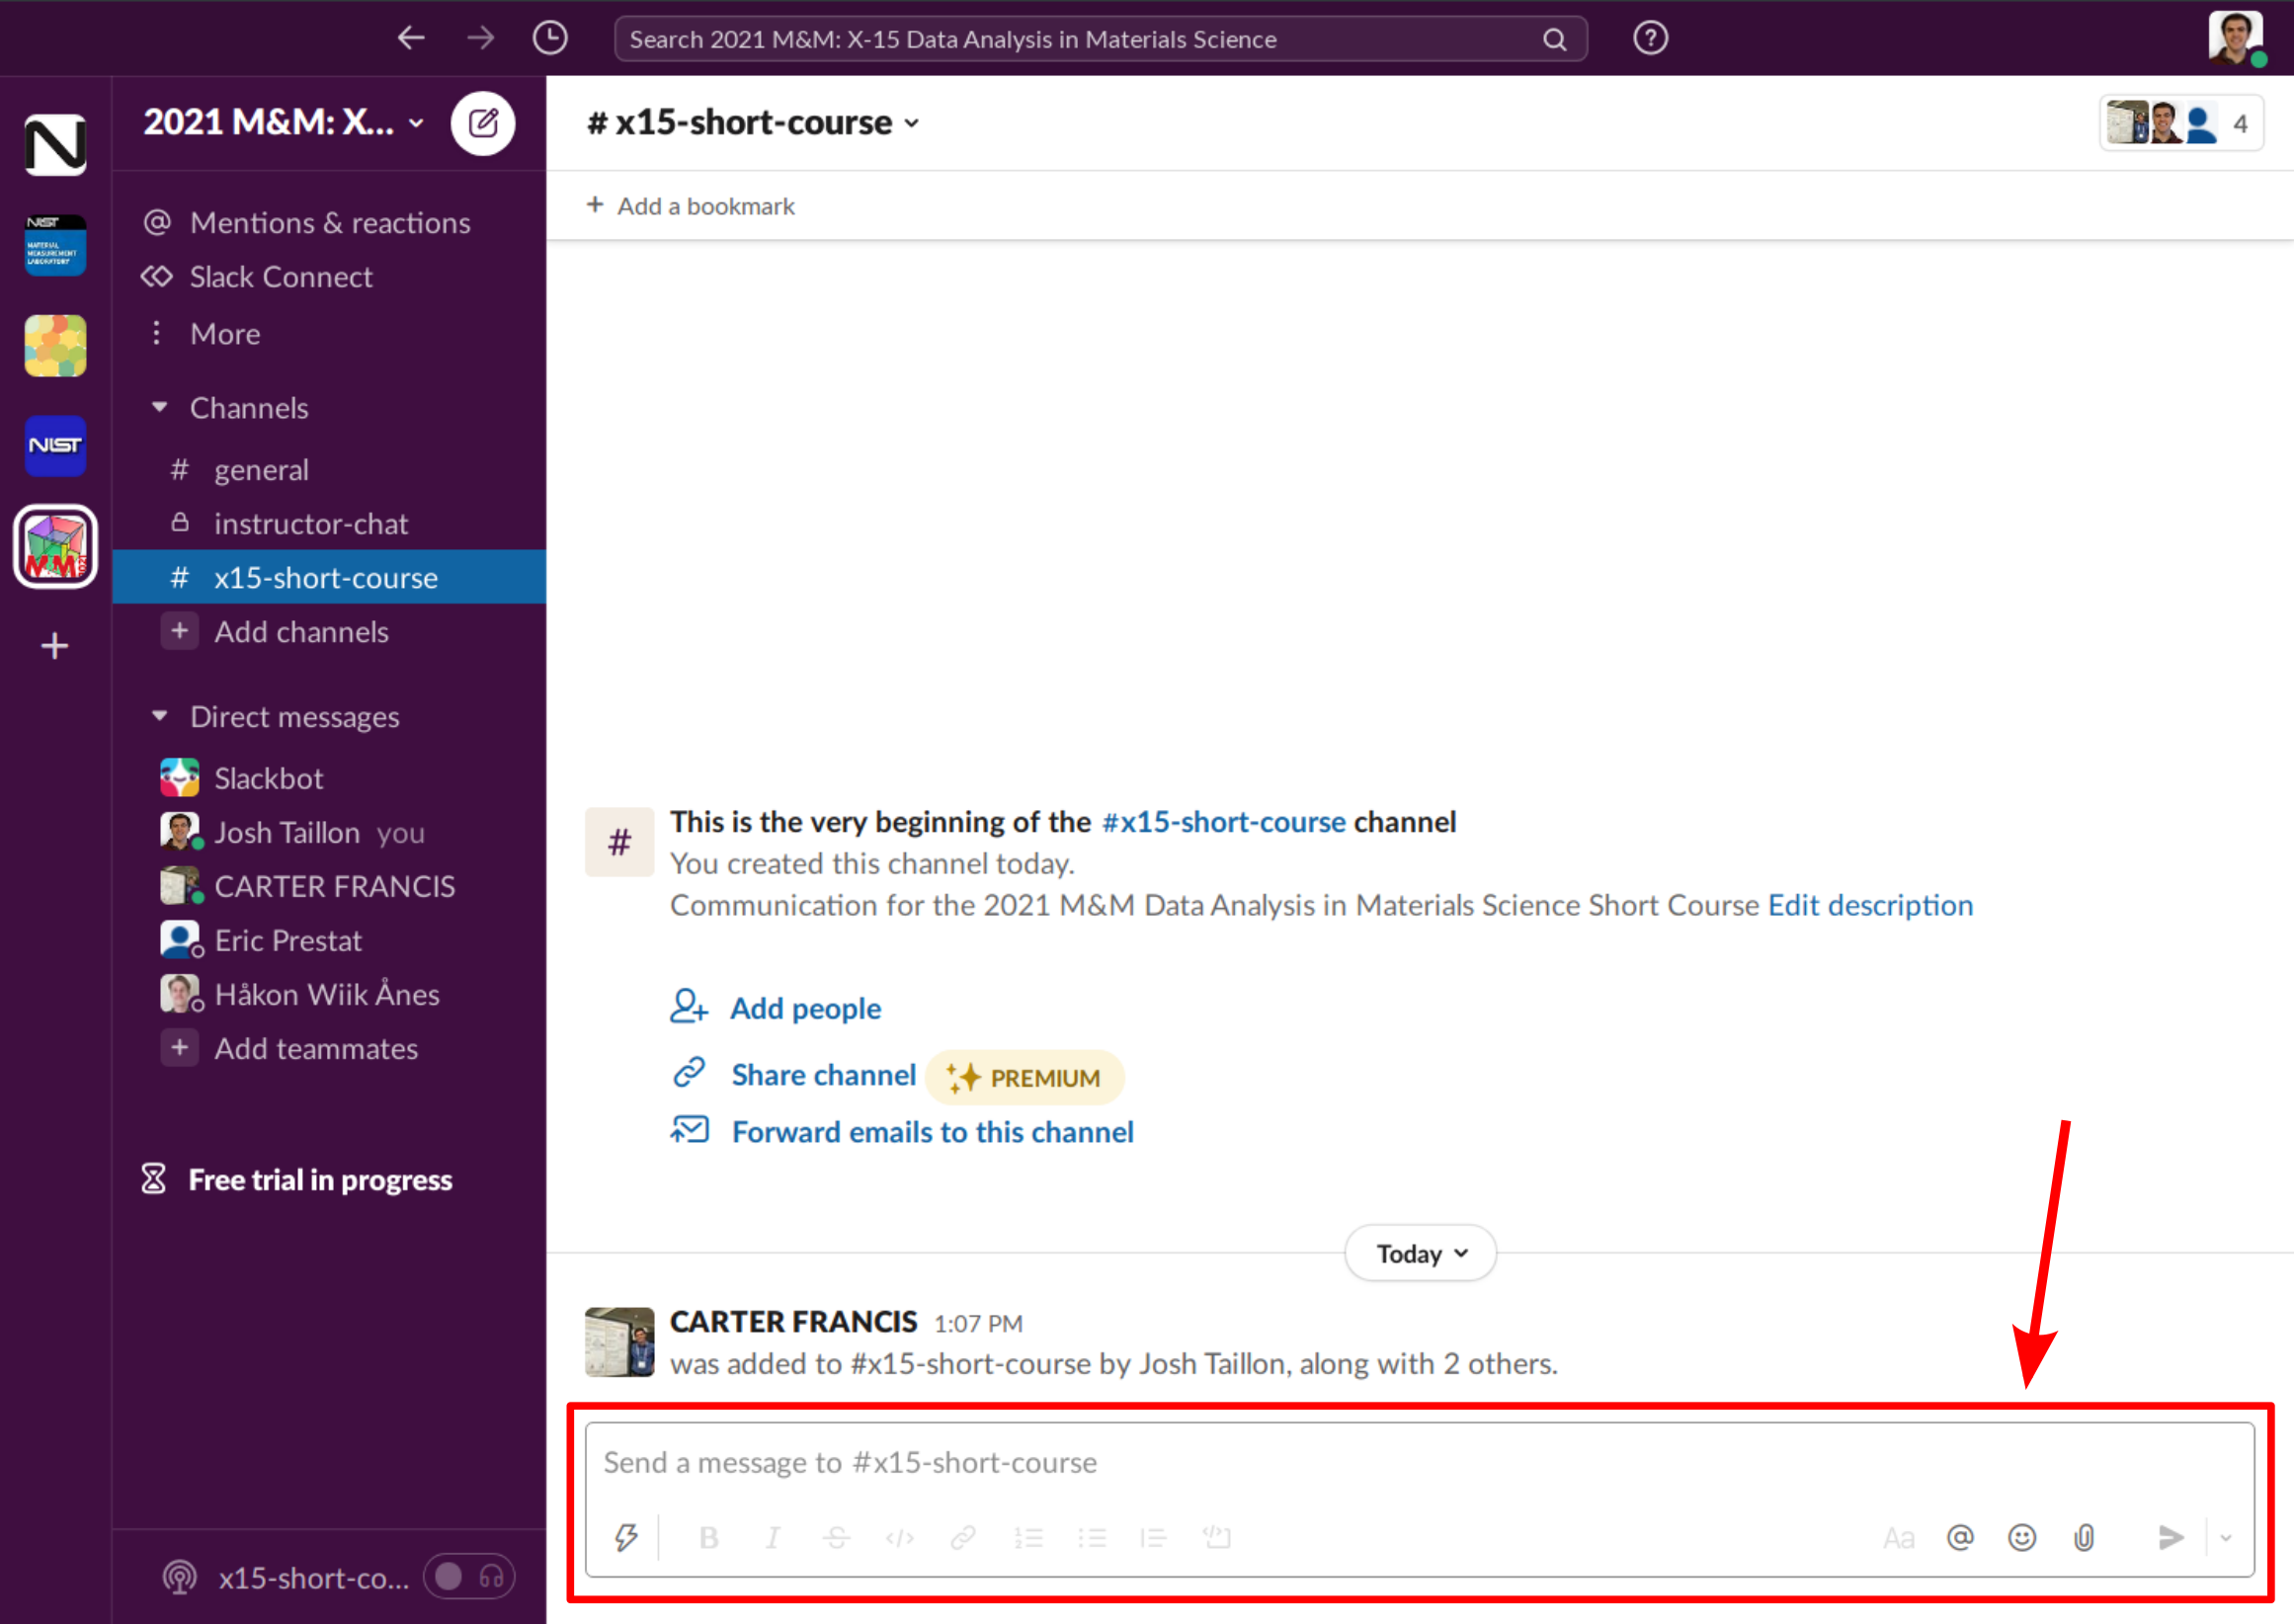 Search 2021 M&M: X-15 Data Analysis in Materials Science
2021 M&M: X...
# x15-short-course
4
+ Add a bookmark
NIST
MATERIAL
MEASUREMENT
LABORATORY
NIST
M&M
@ Mentions & reactions
Slack Connect
More
Channels
# general
instructor-chat
# x15-short-course
+ Add channels
Direct messages
Slackbot
Josh Taillon you
CARTER FRANCIS
Eric Prestat
Håkon Wiik Ånes
+ Add teammates
Free trial in progress
x15-short-co...
This is the very beginning of the #x15-short-course channel
You created this channel today.
Communication for the 2021 M&M Data Analysis in Materials Science Short Course Edit description
Add people
Share channel PREMIUM
Forward emails to this channel
Today
CARTER FRANCIS 1:07 PM
was added to #x15-short-course by Josh Taillon, along with 2 others.
Send a message to #x15-short-course
B I S </> Aa @